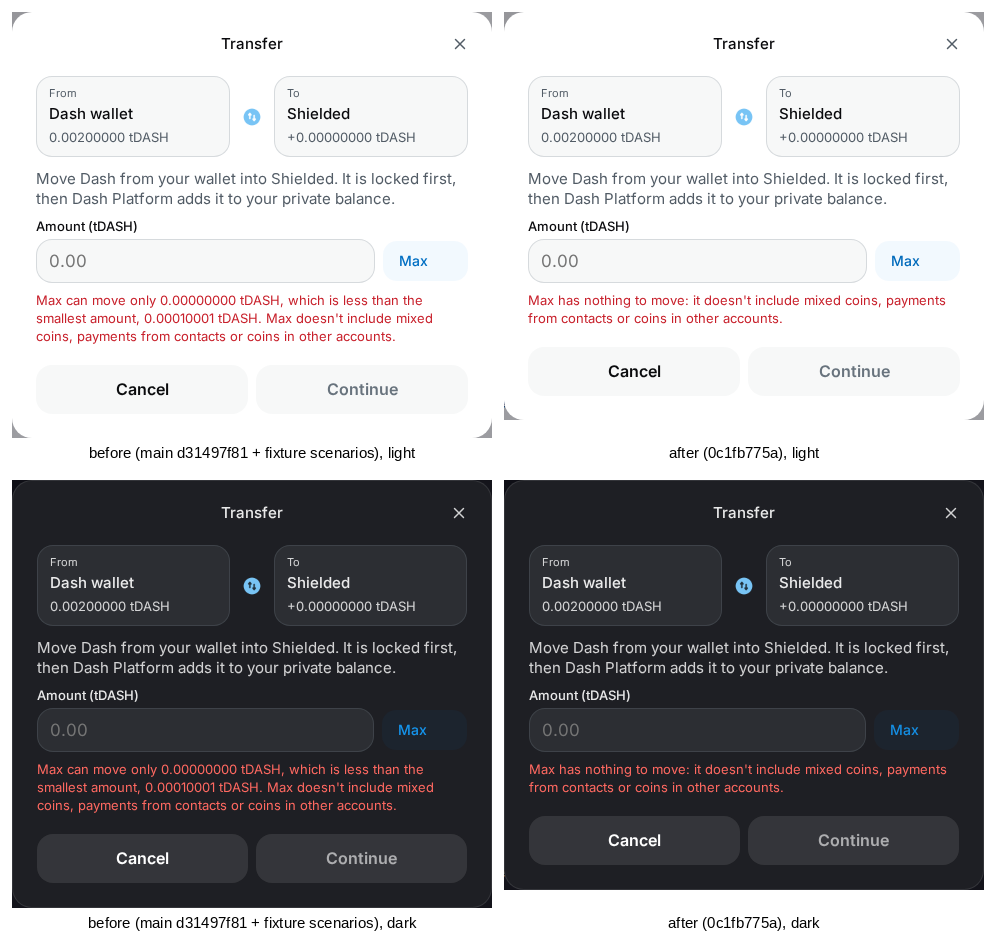 Transfer
From
Dash wallet
0.00200000 tDASH
To
Shielded
+0.00000000 tDASH
Move Dash from your wallet into Shielded. It is locked first,
then Dash Platform adds it to your private balance.
Amount (tDASH)
0.00
Max
Max can move only 0.00000000 tDASH, which is less than the
smallest amount, 0.00010001 tDASH. Max doesn't include mixed
coins, payments from contacts or coins in other accounts.
Cancel
Continue
before (main d31497f81 + fixture scenarios), light
Transfer
From
Dash wallet
0.00200000 tDASH
To
Shielded
+0.00000000 tDASH
Move Dash from your wallet into Shielded. It is locked first,
then Dash Platform adds it to your private balance.
Amount (tDASH)
0.00
Max
Max has nothing to move: it doesn't include mixed coins, payments
from contacts or coins in other accounts.
Cancel
Continue
after (0c1fb775a), light
Transfer
From
Dash wallet
0.00200000 tDASH
To
Shielded
+0.00000000 tDASH
Move Dash from your wallet into Shielded. It is locked first,
then Dash Platform adds it to your private balance.
Amount (tDASH)
0.00
Max
Max can move only 0.00000000 tDASH, which is less than the
smallest amount, 0.00010001 tDASH. Max doesn't include mixed
coins, payments from contacts or coins in other accounts.
Cancel
Continue
before (main d31497f81 + fixture scenarios), dark
Transfer
From
Dash wallet
0.00200000 tDASH
To
Shielded
+0.00000000 tDASH
Move Dash from your wallet into Shielded. It is locked first,
then Dash Platform adds it to your private balance.
Amount (tDASH)
0.00
Max
Max has nothing to move: it doesn't include mixed coins, payments
from contacts or coins in other accounts.
Cancel
Continue
after (0c1fb775a), dark